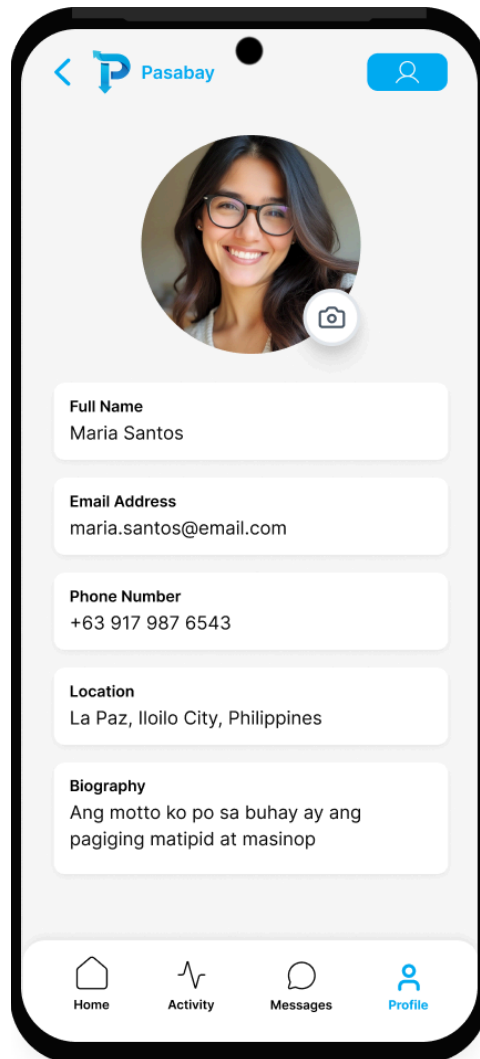 Pasabay
Full Name
Maria Santos
Email Address
maria.santos@email.com
Phone Number
+63 917 987 6543
Location
La Paz, Iloilo City, Philippines
Biography
Ang motto ko po sa buhay ay ang
pagiging matipid at masinop
Home
Activity
Messages
Profile